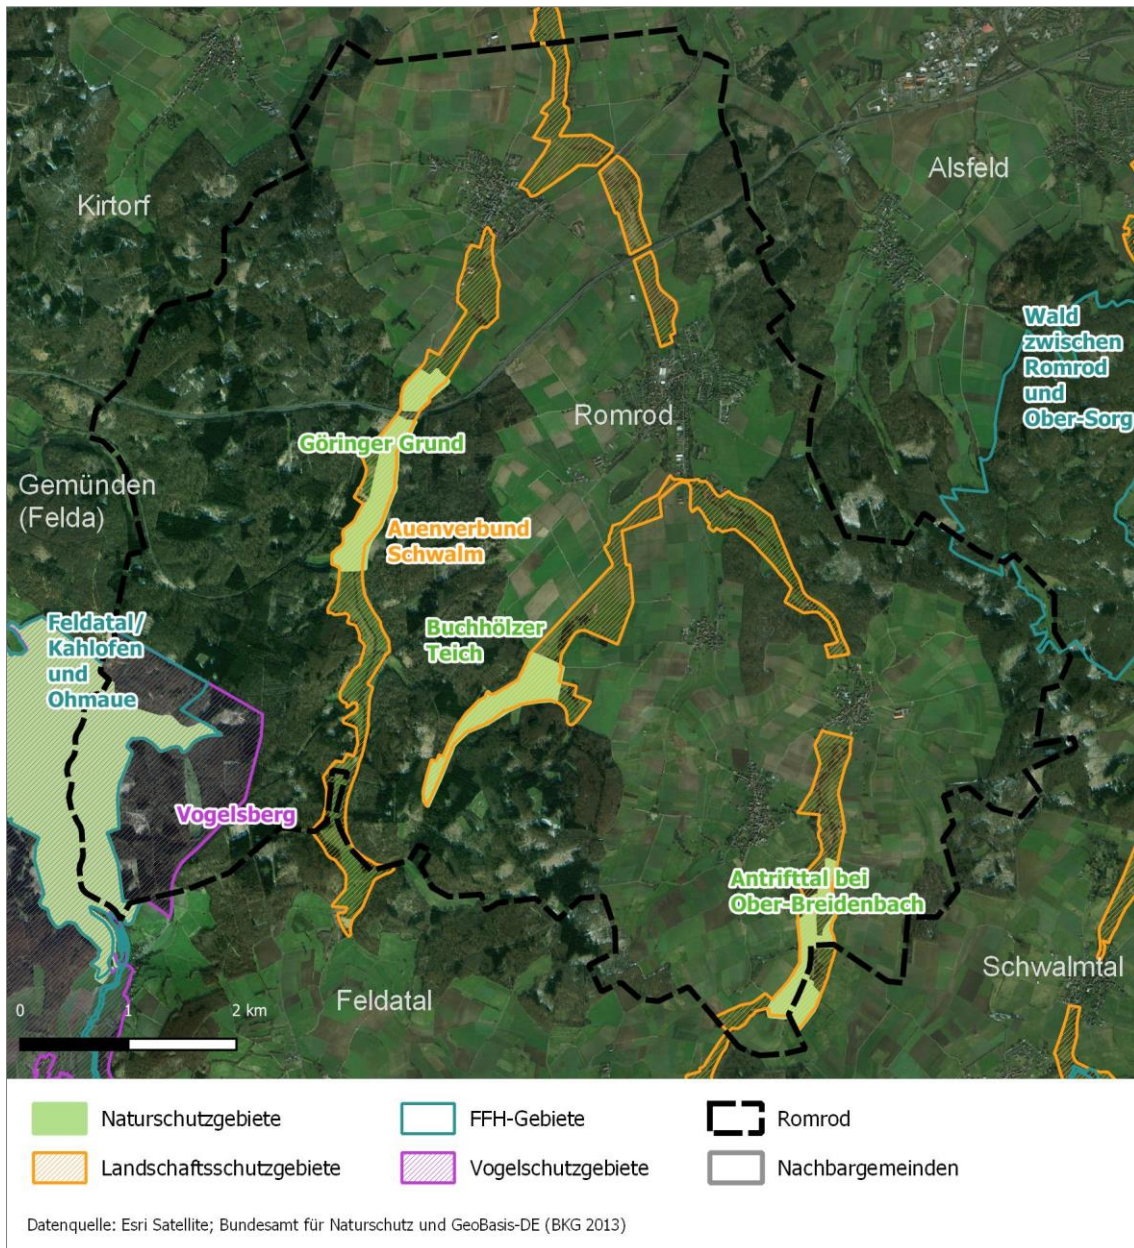 Kirtorf
Alsfeld
Wald
zwischen
Romrod
und
Ober-Sorg
Romrod
Göringer Grund
Gemünden
(Felda)
Auenverbund
Schwalm
Feldatal/
Kahlofen
und
Ohmaue
Buchhölzer
Teich
Vogelsberg
Antrifttal bei
Ober-Breidenbach
Schwalmtal
Feldatal
0 1 2 km
Naturschutzgebiete
FFH-Gebiete
Romrod
Landschaftsschutzgebiete
Vogelschutzgebiete
Nachbargemeinden
Datenquelle: Esri Satellite; Bundesamt für Naturschutz und GeoBasis-DE (BKG 2013)